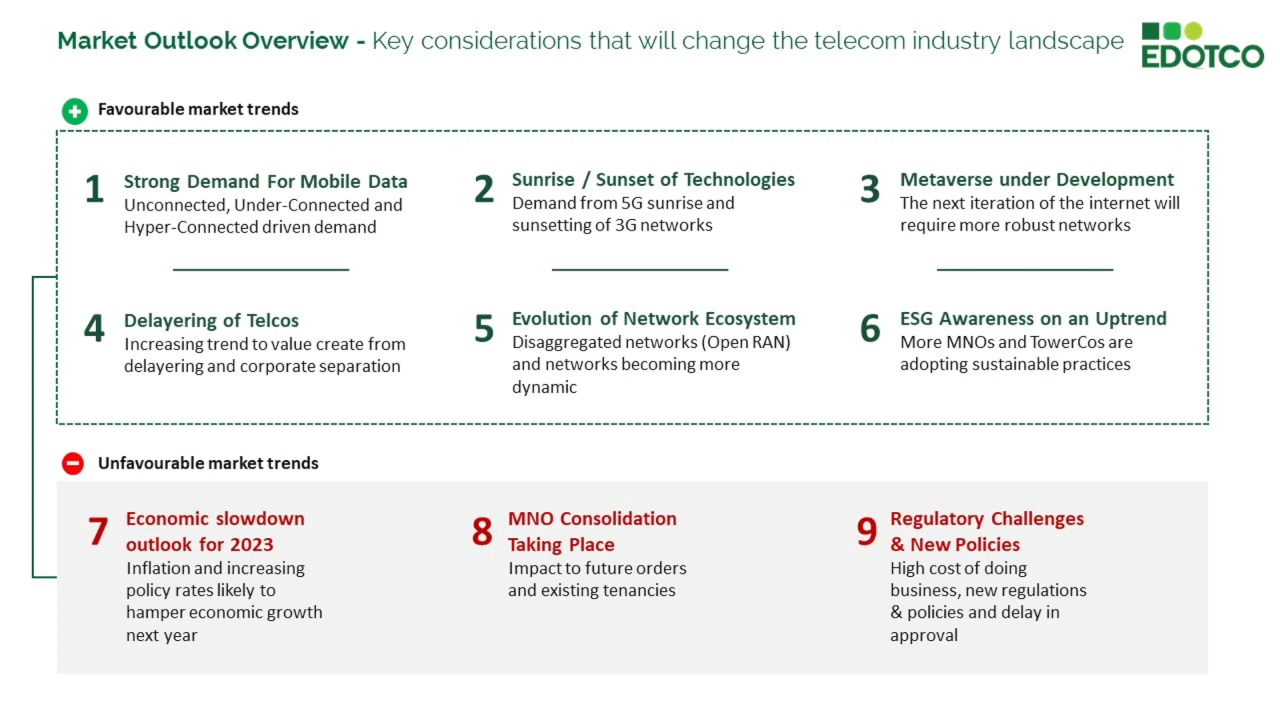 Market Outlook Overview - Key considerations that will change the telecom industry landscape
EDOTCO
Favourable market trends
1
Strong Demand For Mobile Data
Unconnected, Under-Connected and
Hyper-Connected driven demand
2
Sunrise / Sunset of Technologies
Demand from 5G sunrise and
sunsetting of 3G networks
3
Metaverse under Development
The next iteration of the internet will
require more robust networks
4
Delayering of Telcos
Increasing trend to value create from
delayering and corporate separation
5
Evolution of Network Ecosystem
Disaggregated networks (Open RAN)
and networks becoming more
dynamic
6
ESG Awareness on an Uptrend
More MNOs and TowerCos are
adopting sustainable practices
Unfavourable market trends
7
Economic slowdown
outlook for 2023
Inflation and increasing
policy rates likely to
hamper economic growth
next year
8
MNO Consolidation
Taking Place
Impact to future orders
and existing tenancies
9
Regulatory Challenges
& New Policies
High cost of doing
business, new regulations
& policies and delay in
approval